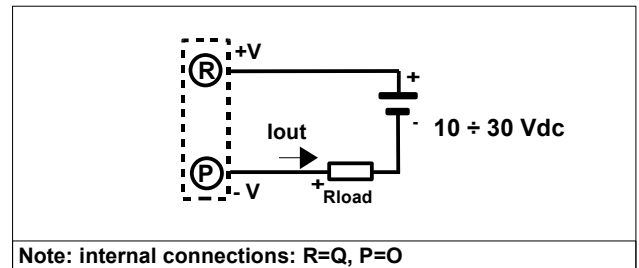 +V
R
+
Iout
-
10 ÷ 30 Vdc
P
- V
+
Rload
Note: internal connections: R=Q, P=O